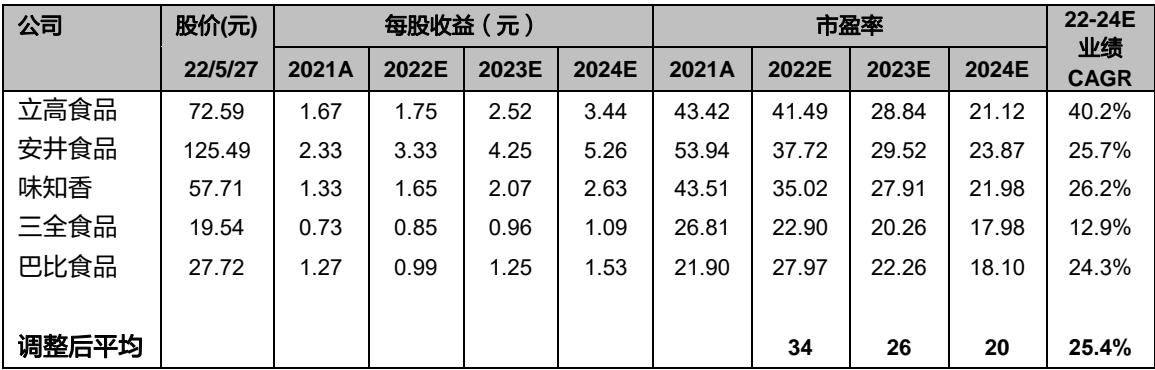 公司 股价(元) 每股收益（元） 市盈率 22-24E
业绩
CAGR
22/5/27 2021A 2022E 2023E 2024E 2021A 2022E 2023E 2024E
立高食品 72.59 1.67 1.75 2.52 3.44 43.42 41.49 28.84 21.12 40.2%
安井食品 125.49 2.33 3.33 4.25 5.26 53.94 37.72 29.52 23.87 25.7%
味知香 57.71 1.33 1.65 2.07 2.63 43.51 35.02 27.91 21.98 26.2%
三全食品 19.54 0.73 0.85 0.96 1.09 26.81 22.90 20.26 17.98 12.9%
巴比食品 27.72 1.27 0.99 1.25 1.53 21.90 27.97 22.26 18.10 24.3%
调整后平均 34 26 20 25.4%